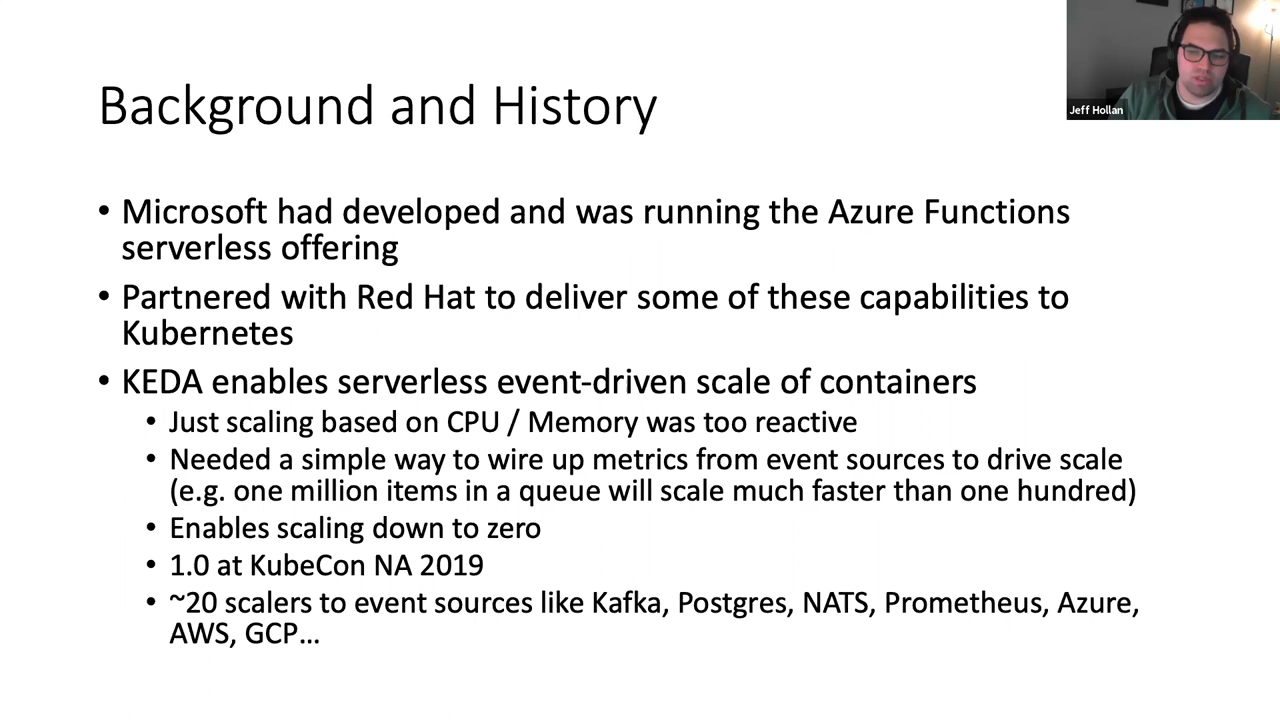 Jeff Hollan
Background and History
• Microsoft had developed and was running the Azure Functions
serverless offering
• Partnered with Red Hat to deliver some of these capabilities to
Kubernetes
• KEDA enables serverless event-driven scale of containers
• Just scaling based on CPU / Memory was too reactive
• Needed a simple way to wire up metrics from event sources to drive scale
(e.g. one million items in a queue will scale much faster than one hundred)
• Enables scaling down to zero
• 1.0 at KubeCon NA 2019
• ~20 scalers to event sources like Kafka, Postgres, NATS, Prometheus, Azure,
AWS, GCP…